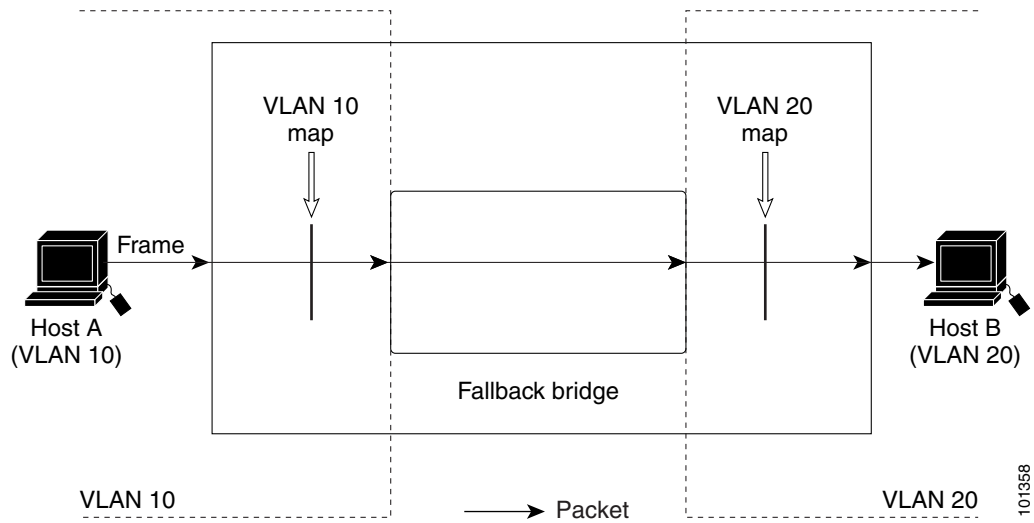 VLAN 10
map
VLAN 20
map
Frame
Host A
(VLAN 10)
Host B
(VLAN 20)
Fallback bridge
VLAN 10
Packet
VLAN 20
101358